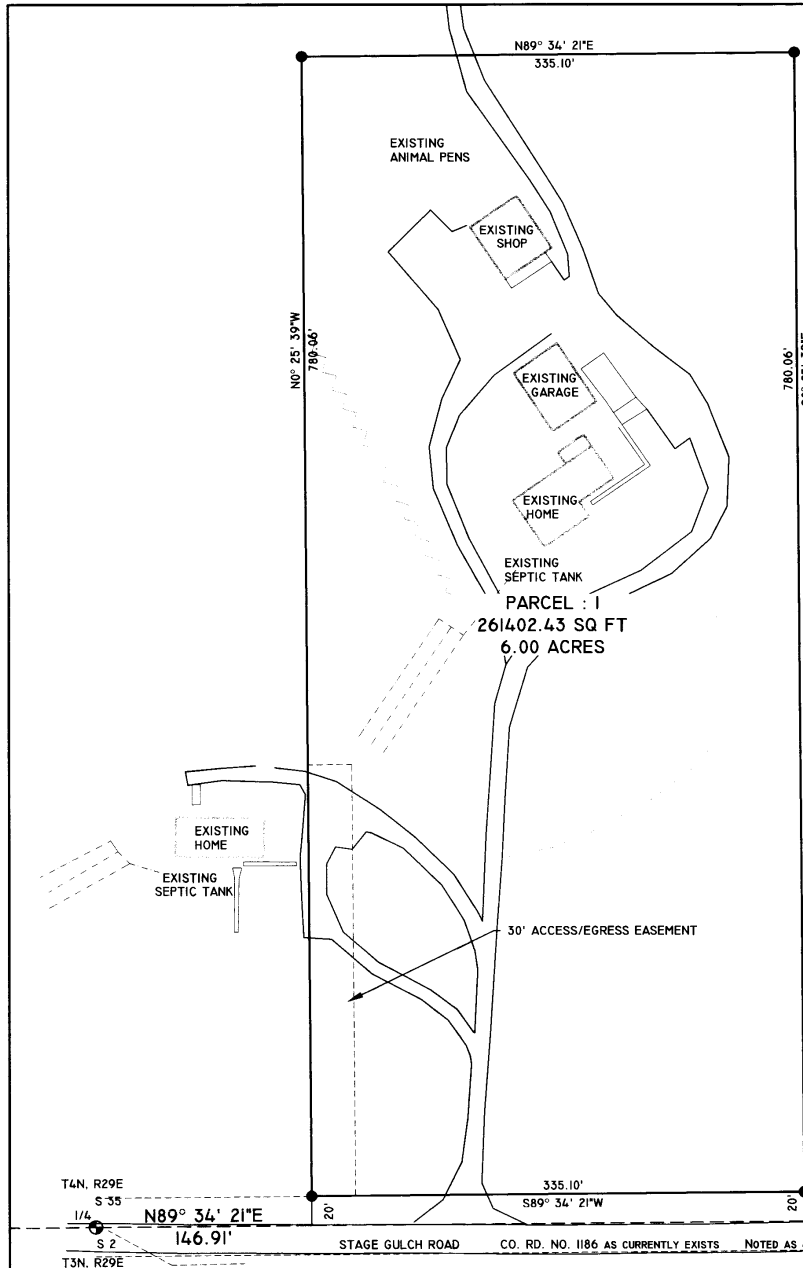 N89° 34' 21"E
335.10'
EXISTING
ANIMAL PENS
EXISTING
SHOP
N0° 25' 39"W
780.06'
780.06'
EXISTING
GARAGE
EXISTING
HOME
EXISTING
SEPTIC TANK
PARCEL : 1
261402.43 SQ FT
6.00 ACRES
EXISTING
HOME
EXISTING
SEPTIC TANK
30' ACCESS/EGRESS EASEMENT
T4N, R29E
S 35
1/4
S 2
T3N, R29E
N89° 34' 21"E
146.91'
20'
335.10'
S89° 34' 21"W
20'
STAGE GULCH ROAD CO. RD. NO. 1186 AS CURRENTLY EXISTS NOTED AS